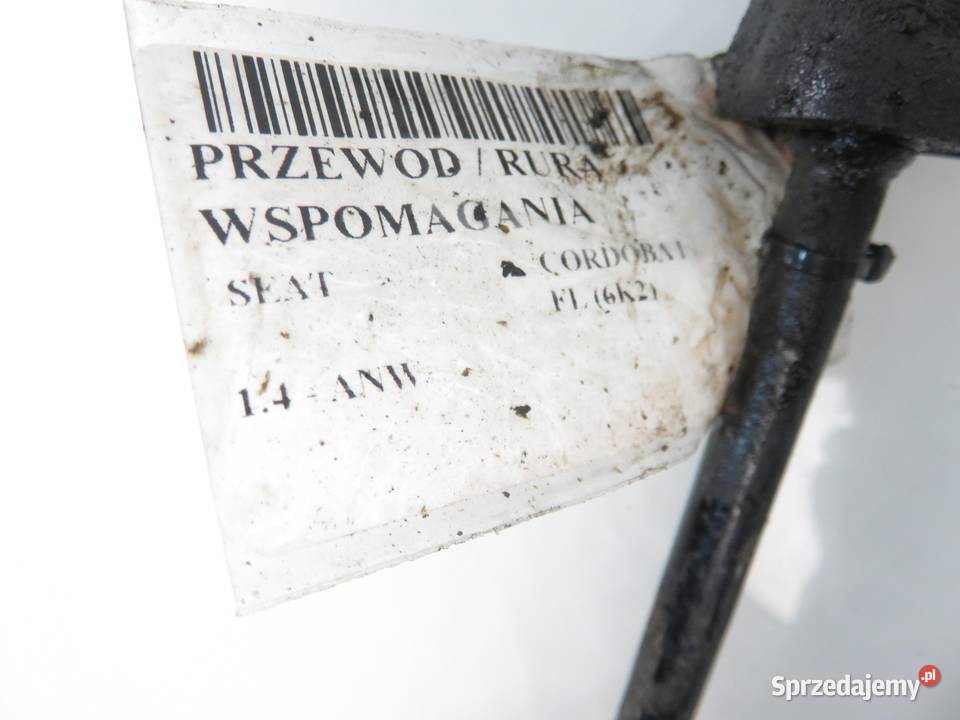 PRZEWOD / RURA
WSPOMAGANIA
SEAT
CORDOBA I
FL (6K2)
1.4 - ANW
Sprzedajemy.pl